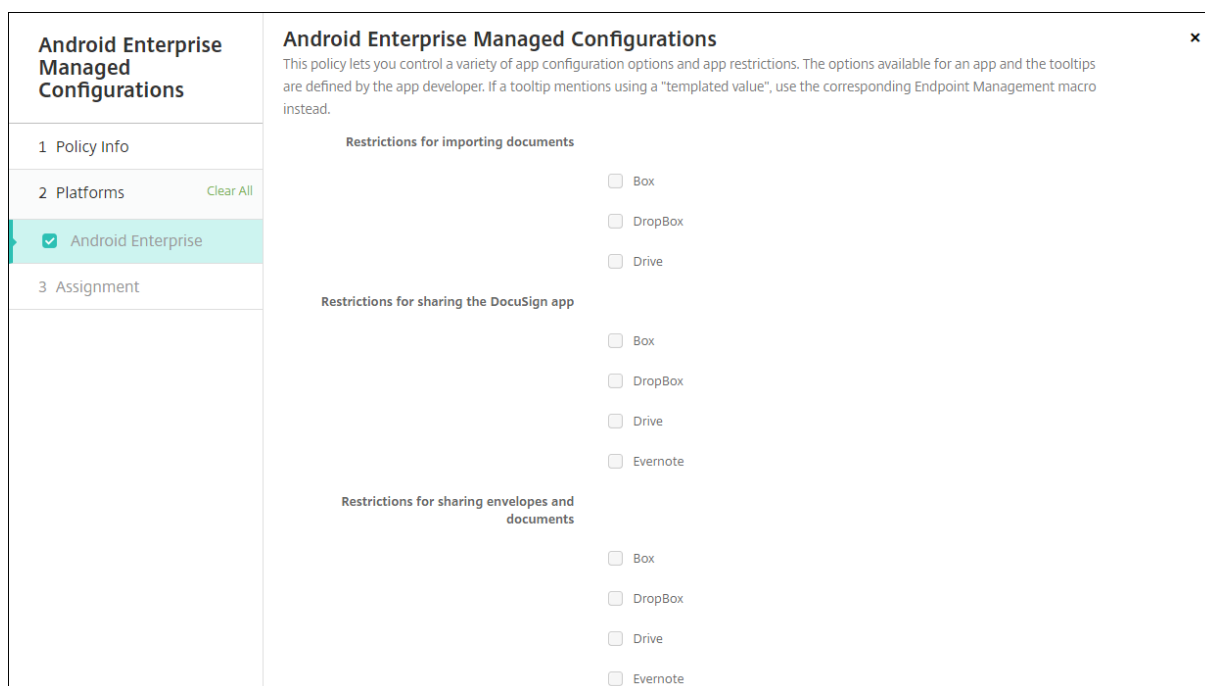 Android Enterprise
Managed
Configurations
1 Policy Info
2 Platforms Clear All
Android Enterprise
3 Assignment
Android Enterprise Managed Configurations
This policy lets you control a variety of app configuration options and app restrictions. The options available for an app and the tooltips
are defined by the app developer. If a tooltip mentions using a "templated value", use the corresponding Endpoint Management macro
instead.
Restrictions for importing documents
Box
DropBox
Drive
Restrictions for sharing the DocuSign app
Box
DropBox
Drive
Evernote
Restrictions for sharing envelopes and
documents
Box
DropBox
Drive
Evernote